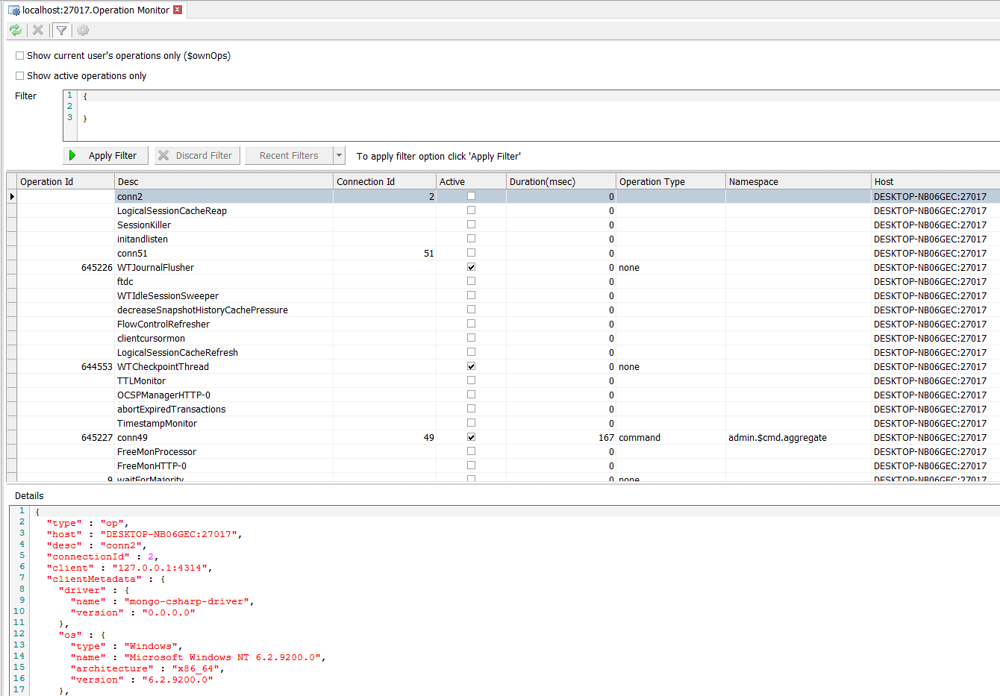 localhost:27017.Operation Monitor
Show current user's operations only ($ownOps)
Show active operations only
Filter
1 {
2
3 }
Apply Filter Discard Filter Recent Filters To apply filter option click 'Apply Filter'
Operation Id Desc Connection Id Active Duration(msec) Operation Type Namespace Host
conn2 2 0 DESKTOP-NB06GEC:27017
LogicalSessionCacheReap 0 DESKTOP-NB06GEC:27017
SessionKiller 0 DESKTOP-NB06GEC:27017
initandlisten 0 DESKTOP-NB06GEC:27017
conn51 51 0 DESKTOP-NB06GEC:27017
645226 WTJournalFlusher 0 none DESKTOP-NB06GEC:27017
ftdc 0 DESKTOP-NB06GEC:27017
WTIdleSessionSweeper 0 DESKTOP-NB06GEC:27017
decreaseSnapshotHistoryCachePressure 0 DESKTOP-NB06GEC:27017
FlowControlRefresher 0 DESKTOP-NB06GEC:27017
clientcursormon 0 DESKTOP-NB06GEC:27017
LogicalSessionCacheRefresh 0 DESKTOP-NB06GEC:27017
644553 WTCheckpointThread 0 none DESKTOP-NB06GEC:27017
TTLMonitor 0 DESKTOP-NB06GEC:27017
OCSPManagerHTTP-0 0 DESKTOP-NB06GEC:27017
abortExpiredTransactions 0 DESKTOP-NB06GEC:27017
TimestampMonitor 0 DESKTOP-NB06GEC:27017
645227 conn49 49 167 command admin.$cmd.aggregate DESKTOP-NB06GEC:27017
FreeMonProcessor 0 DESKTOP-NB06GEC:27017
FreeMonHTTP-0 0 DESKTOP-NB06GEC:27017
9 waitForMajority 0 none DESKTOP-NB06GEC:27017
Details
1 {
2 "type" : "op",
3 "host" : "DESKTOP-NB06GEC:27017",
4 "desc" : "conn2",
5 "connectionId" : 2,
6 "client" : "127.0.0.1:4314",
7 "clientMetadata" : {
8 "driver" : {
9 "name" : "mongo-csharp-driver",
10 "version" : "0.0.0.0"
11 },
12 "os" : {
13 "type" : "Windows",
14 "name" : "Microsoft Windows NT 6.2.9200.0",
15 "architecture" : "x86_64",
16 "version" : "6.2.9200.0"
17 },